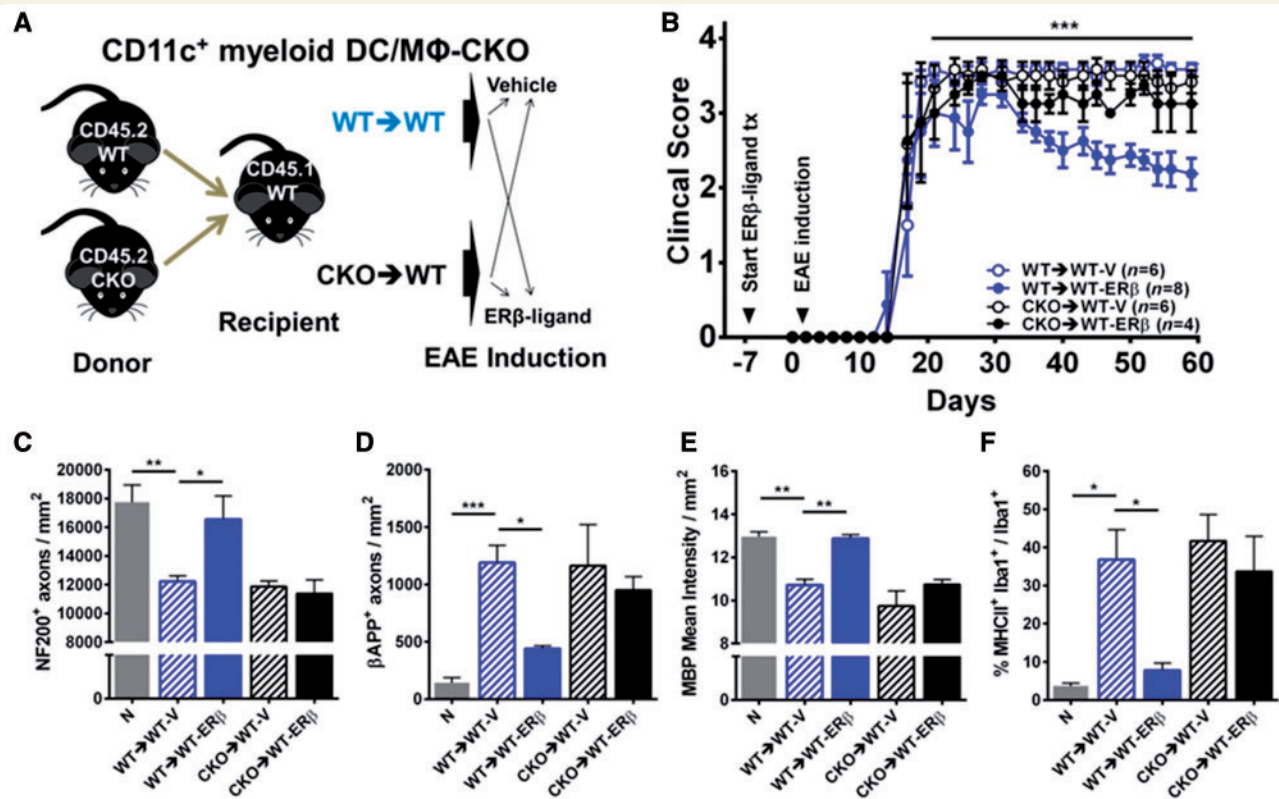 A
CD11c+ myeloid DC/MΦ-CKO
CD45.2
WT
CD45.1
WT
CD45.2
CKO
Donor
Recipient
WT➔WT
CKO➔WT
Vehicle
ERβ-ligand
EAE Induction
B
***
Clincal Score
4
3
2
1
0
Start ERβ-ligand tx
EAE induction
WT➔WT-V (n=6)
WT➔WT-ERβ (n=8)
CKO➔WT-V (n=6)
CKO➔WT-ERβ (n=4)
-7 0 10 20 30 40 50 60
Days
C
** *
NF200+ axons / mm2
20000
18000
16000
14000
12000
10000
8000
0
N
WT➔WT-V
WT➔WT-ERβ
CKO➔WT-V
CKO➔WT-ERβ
D
*** *
βAPP+ axons / mm2
2000
1500
1000
500
0
N
WT➔WT-V
WT➔WT-ERβ
CKO➔WT-V
CKO➔WT-ERβ
E
** **
MBP Mean Intensity / mm2
16
14
12
10
8
0
N
WT➔WT-V
WT➔WT-ERβ
CKO➔WT-V
CKO➔WT-ERβ
F
* *
% MHCII+ Iba1+ / Iba1+
60
50
40
30
20
10
0
N
WT➔WT-V
WT➔WT-ERβ
CKO➔WT-V
CKO➔WT-ERβ